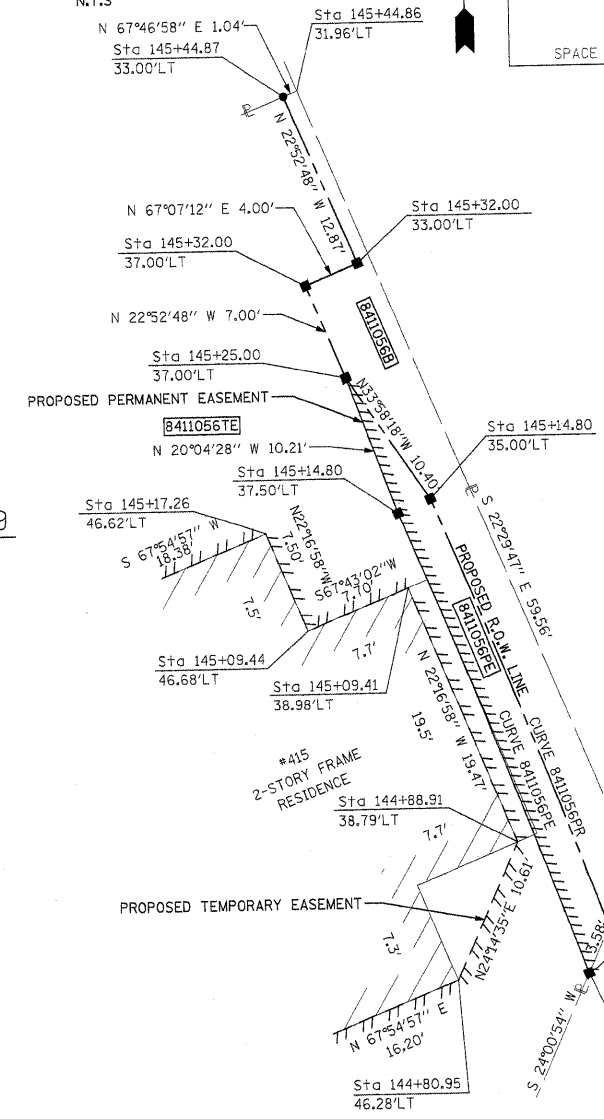 N.T.S
N 67°46'58" E 1.04'
Sta 145+44.86
31.96'LT
Sta 145+44.87
33.00'LT
SPACE
PL
N 22°52'48" W 12.87'
N 67°07'12" E 4.00'
Sta 145+32.00
33.00'LT
Sta 145+32.00
37.00'LT
8411056B
N 22°52'48" W 7.00'
Sta 145+25.00
37.00'LT
PROPOSED PERMANENT EASEMENT
N33°58'18"W 10.40'
8411056TE
Sta 145+14.80
35.00'LT
N 20°04'28" W 10.21'
Sta 145+14.80
37.50'LT
PL
S 22°29'47" E 59.56'
Sta 145+17.26
46.62'LT
9
S 67°54'57" W
18.38'
N22°16'58"W
7.50'
S67°43'02"W
7.70'
PROPOSED R.O.W. LINE
8411056PE
7.5'
7.7'
Sta 145+09.44
46.68'LT
Sta 145+09.41
38.98'LT
N 22°16'58" W 19.47'
19.5'
CURVE 8411056PE
CURVE 8411056PR
#415
2-STORY FRAME
RESIDENCE
Sta 144+88.91
38.79'LT
7.7'
PROPOSED TEMPORARY EASEMENT
7.3'
N24°14'35"E 10.61'
3.58'
PL
S 24°00'54" W
N 67°54'57" E
16.20'
Sta 144+80.95
46.28'LT